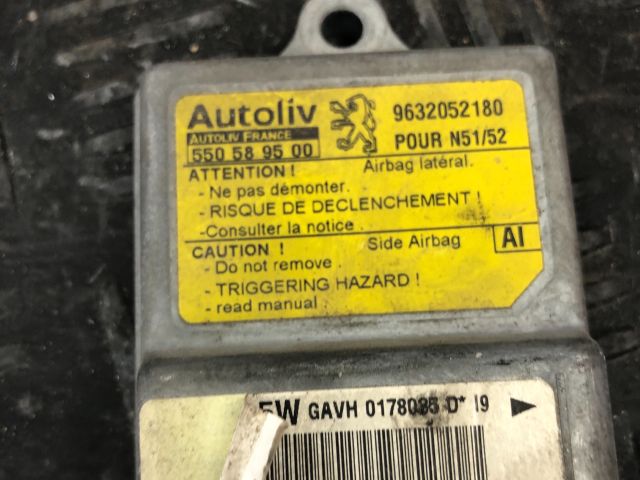 Autoliv
AUTOLIV FRANCE
550 58 95 00
9632052180
POUR N51/52
ATTENTION ! Airbag latéral.
- Ne pas démonter.
- RISQUE DE DECLENCHEMENT !
-Consulter la notice .
CAUTION ! Side Airbag AI
- Do not remove .
- TRIGGERING HAZARD !
- read manual .
GAVH D* I9